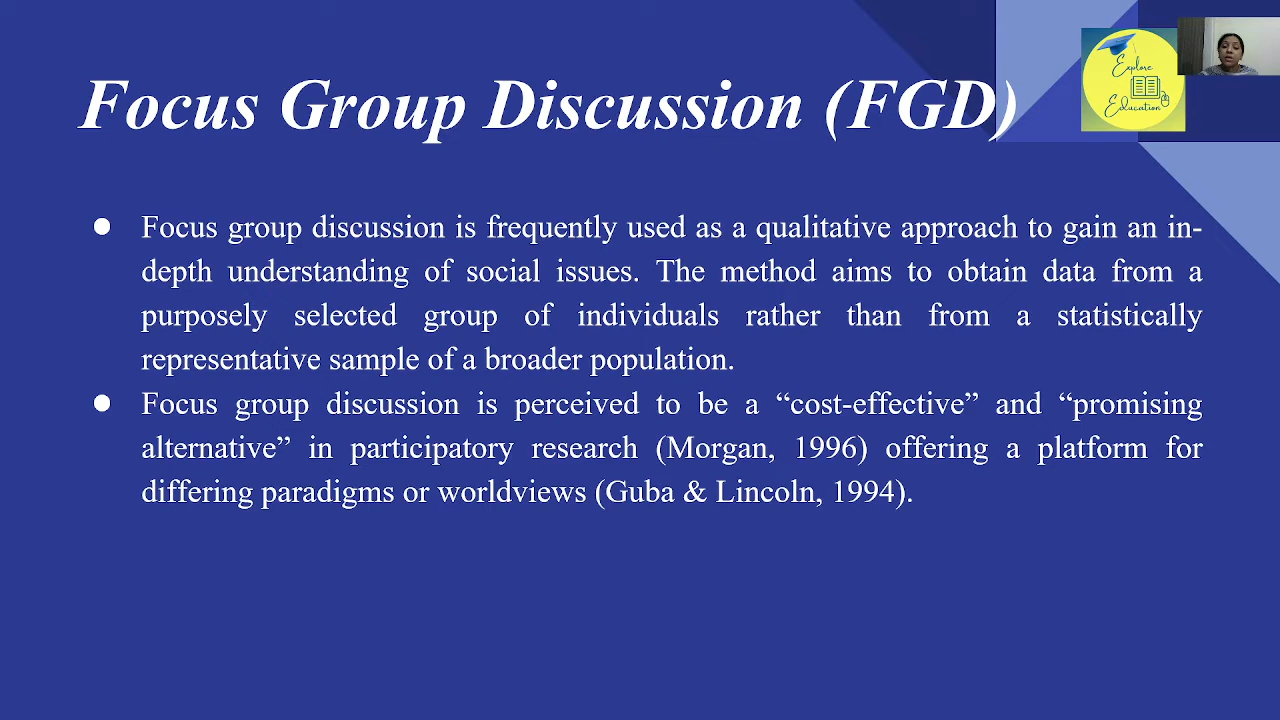 Focus Group Discussion (FGD)
Explore
Education
● Focus group discussion is frequently used as a qualitative approach to gain an in-
depth understanding of social issues. The method aims to obtain data from a
purposely selected group of individuals rather than from a statistically
representative sample of a broader population.
● Focus group discussion is perceived to be a “cost-effective” and “promising
alternative” in participatory research (Morgan, 1996) offering a platform for
differing paradigms or worldviews (Guba & Lincoln, 1994).